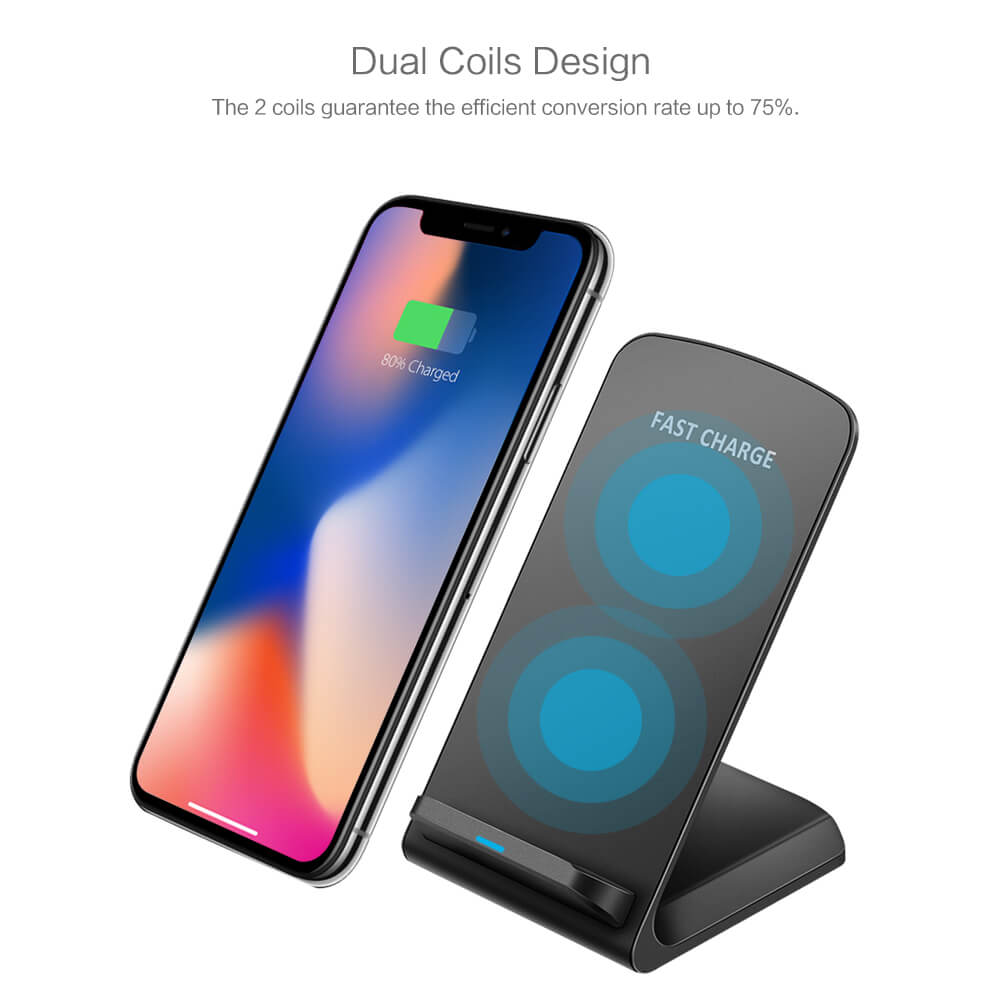 Dual Coils Design
The 2 coils guarantee the efficient conversion rate up to 75%.
80% Charged
FAST CHARGE